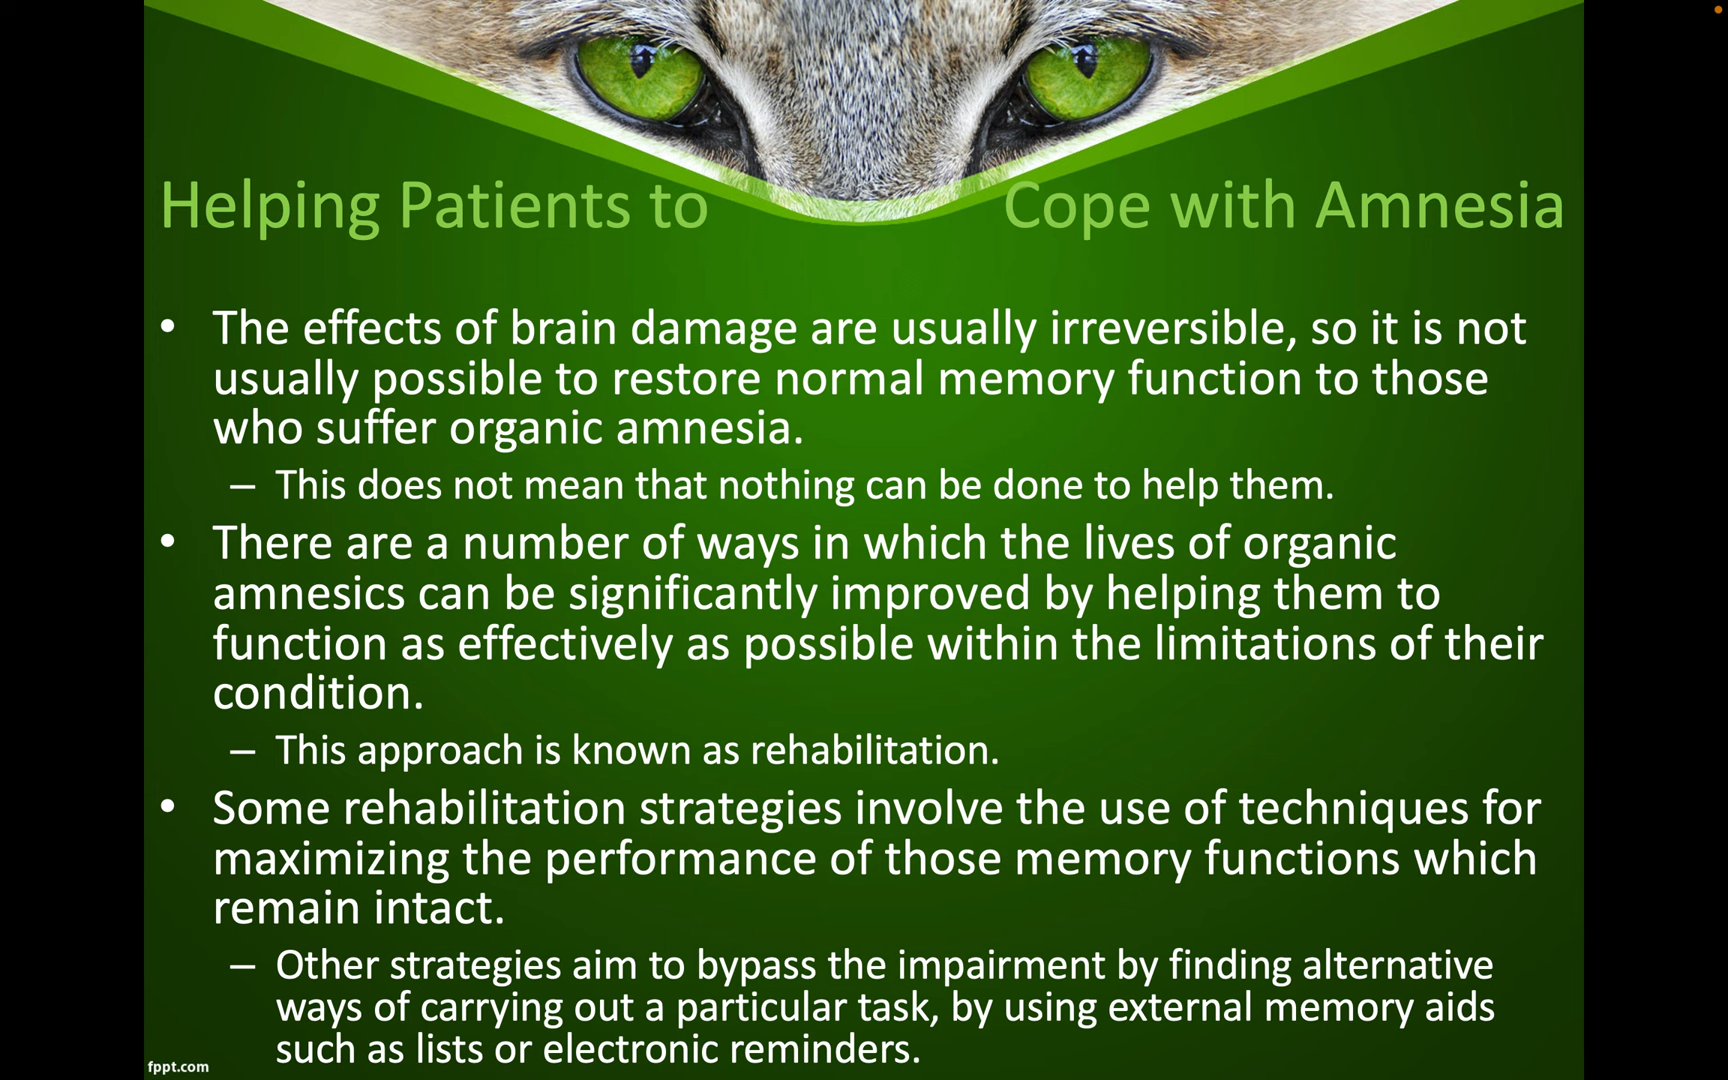 Helping Patients to Cope with Amnesia
• The effects of brain damage are usually irreversible, so it is not
usually possible to restore normal memory function to those
who suffer organic amnesia.
– This does not mean that nothing can be done to help them.
• There are a number of ways in which the lives of organic
amnesics can be significantly improved by helping them to
function as effectively as possible within the limitations of their
condition.
– This approach is known as rehabilitation.
• Some rehabilitation strategies involve the use of techniques for
maximizing the performance of those memory functions which
remain intact.
– Other strategies aim to bypass the impairment by finding alternative
ways of carrying out a particular task, by using external memory aids
such as lists or electronic reminders.
fppt.com